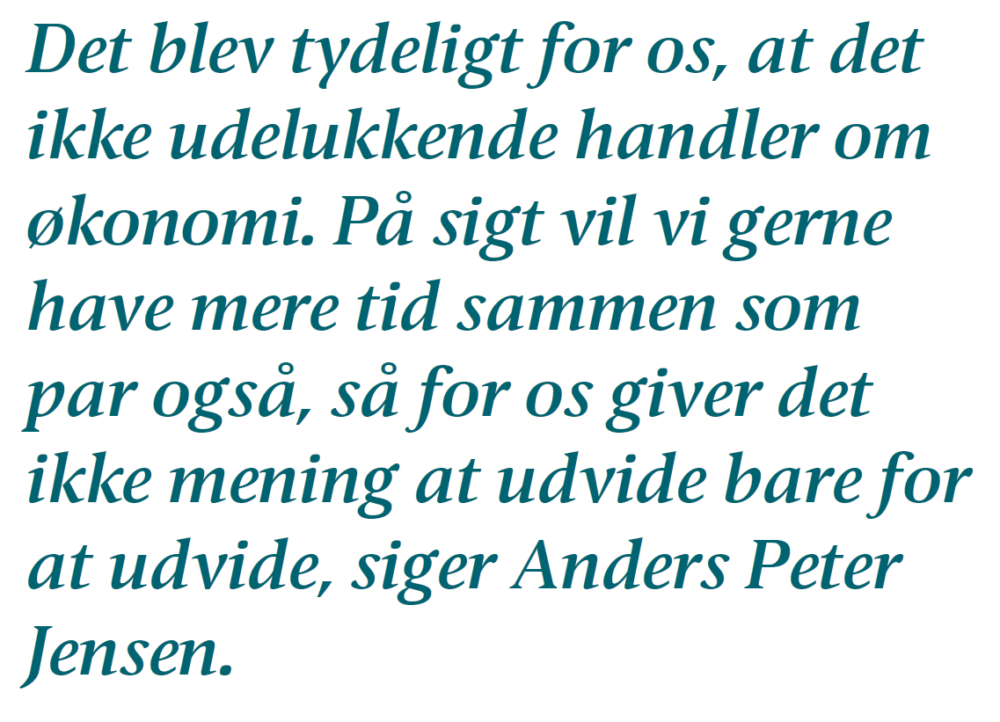 Det blev tydeligt for os, at det
ikke udelukkende handler om
økonomi. På sigt vil vi gerne
have mere tid sammen som
par også, så for os giver det
ikke mening at udvide bare for
at udvide, siger Anders Peter
Jensen.